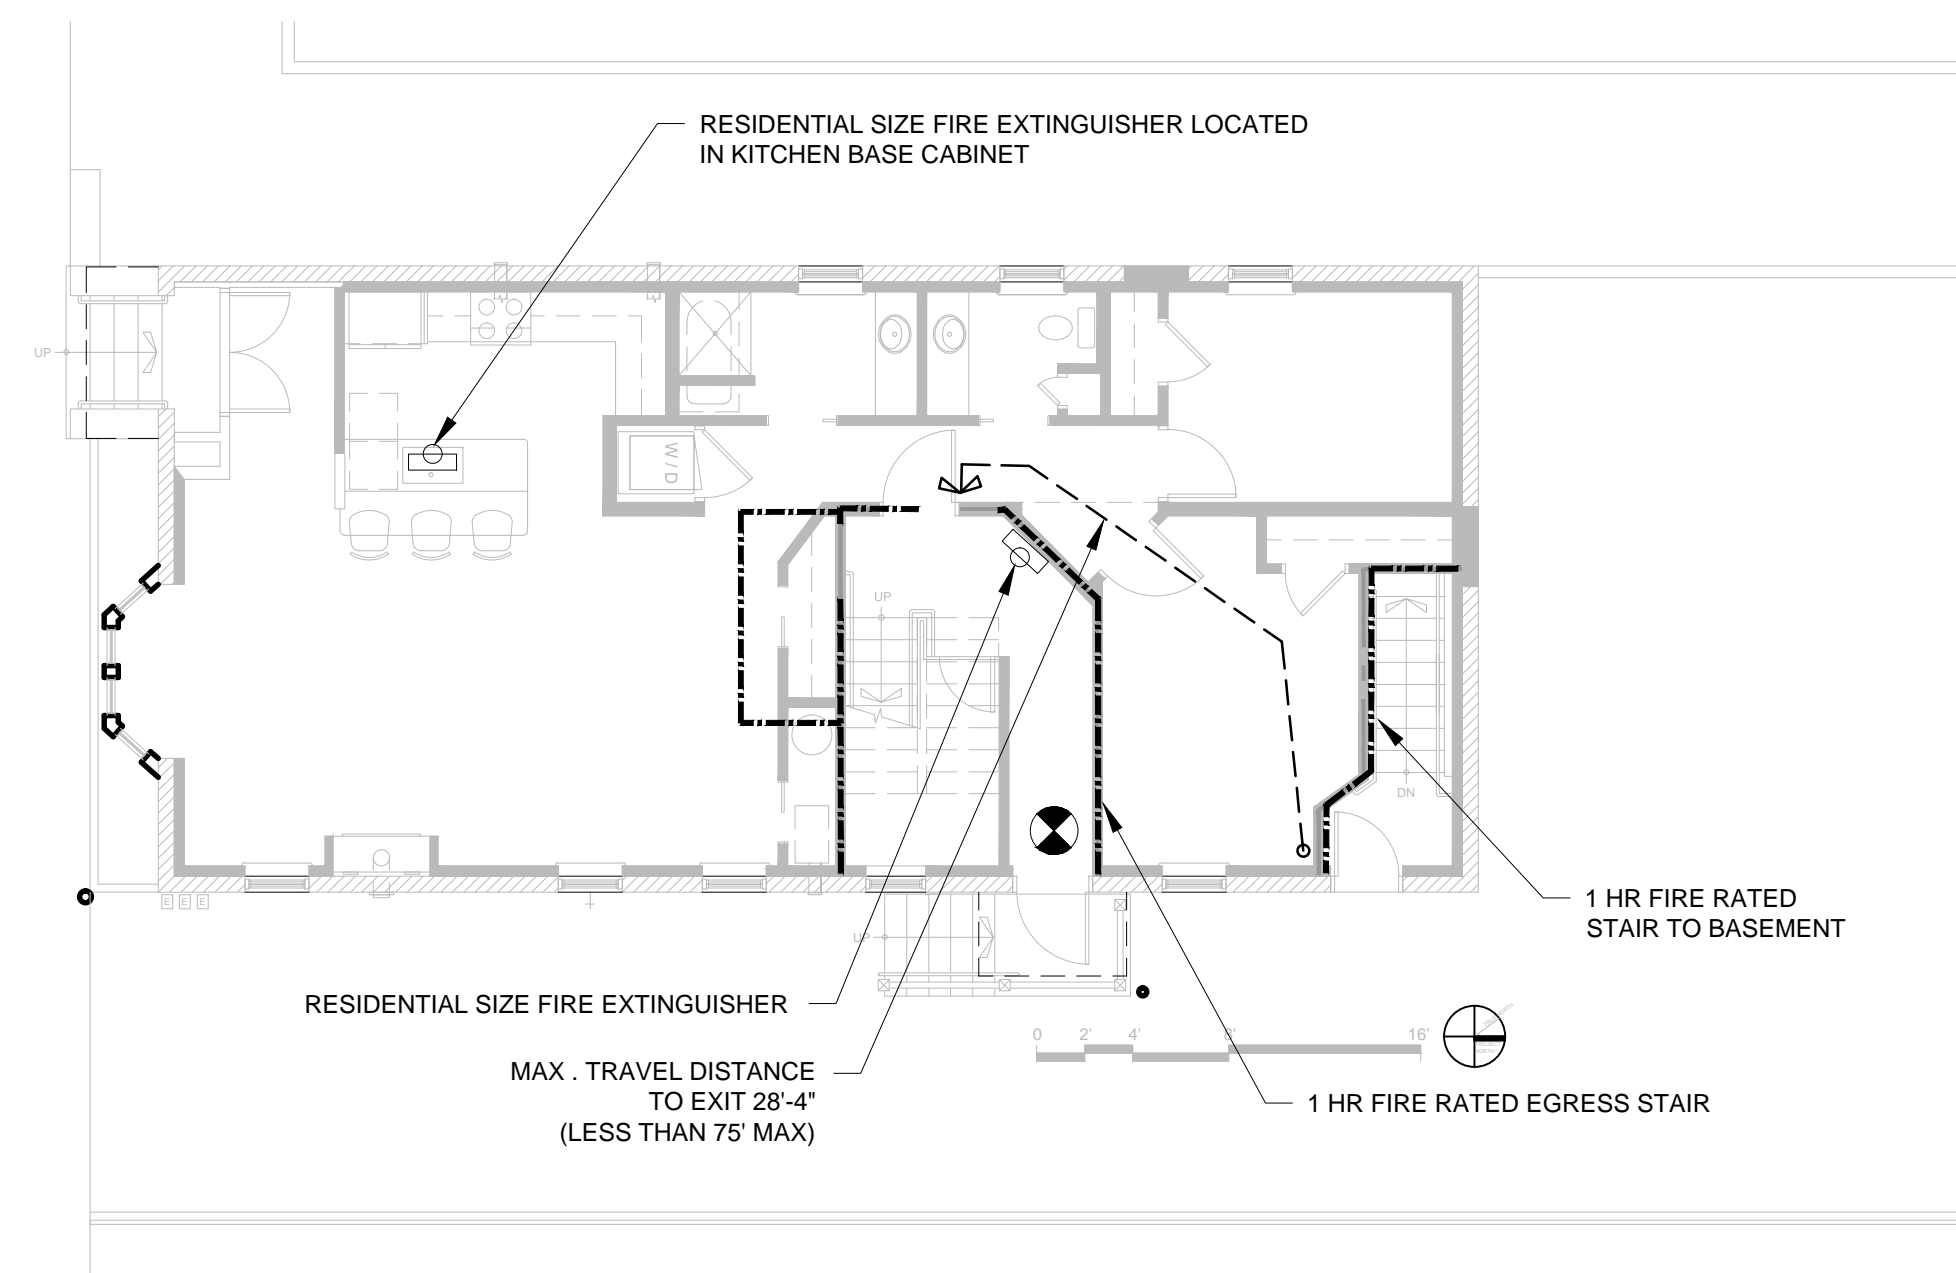 RESIDENTIAL SIZE FIRE EXTINGUISHER LOCATED
IN KITCHEN BASE CABINET
UP
W / D
UP
DN
E E E
UP
1 HR FIRE RATED
STAIR TO BASEMENT
RESIDENTIAL SIZE FIRE EXTINGUISHER
0 2' 4' 8' 16'
MAX . TRAVEL DISTANCE
TO EXIT 28'-4"
(LESS THAN 75' MAX)
1 HR FIRE RATED EGRESS STAIR